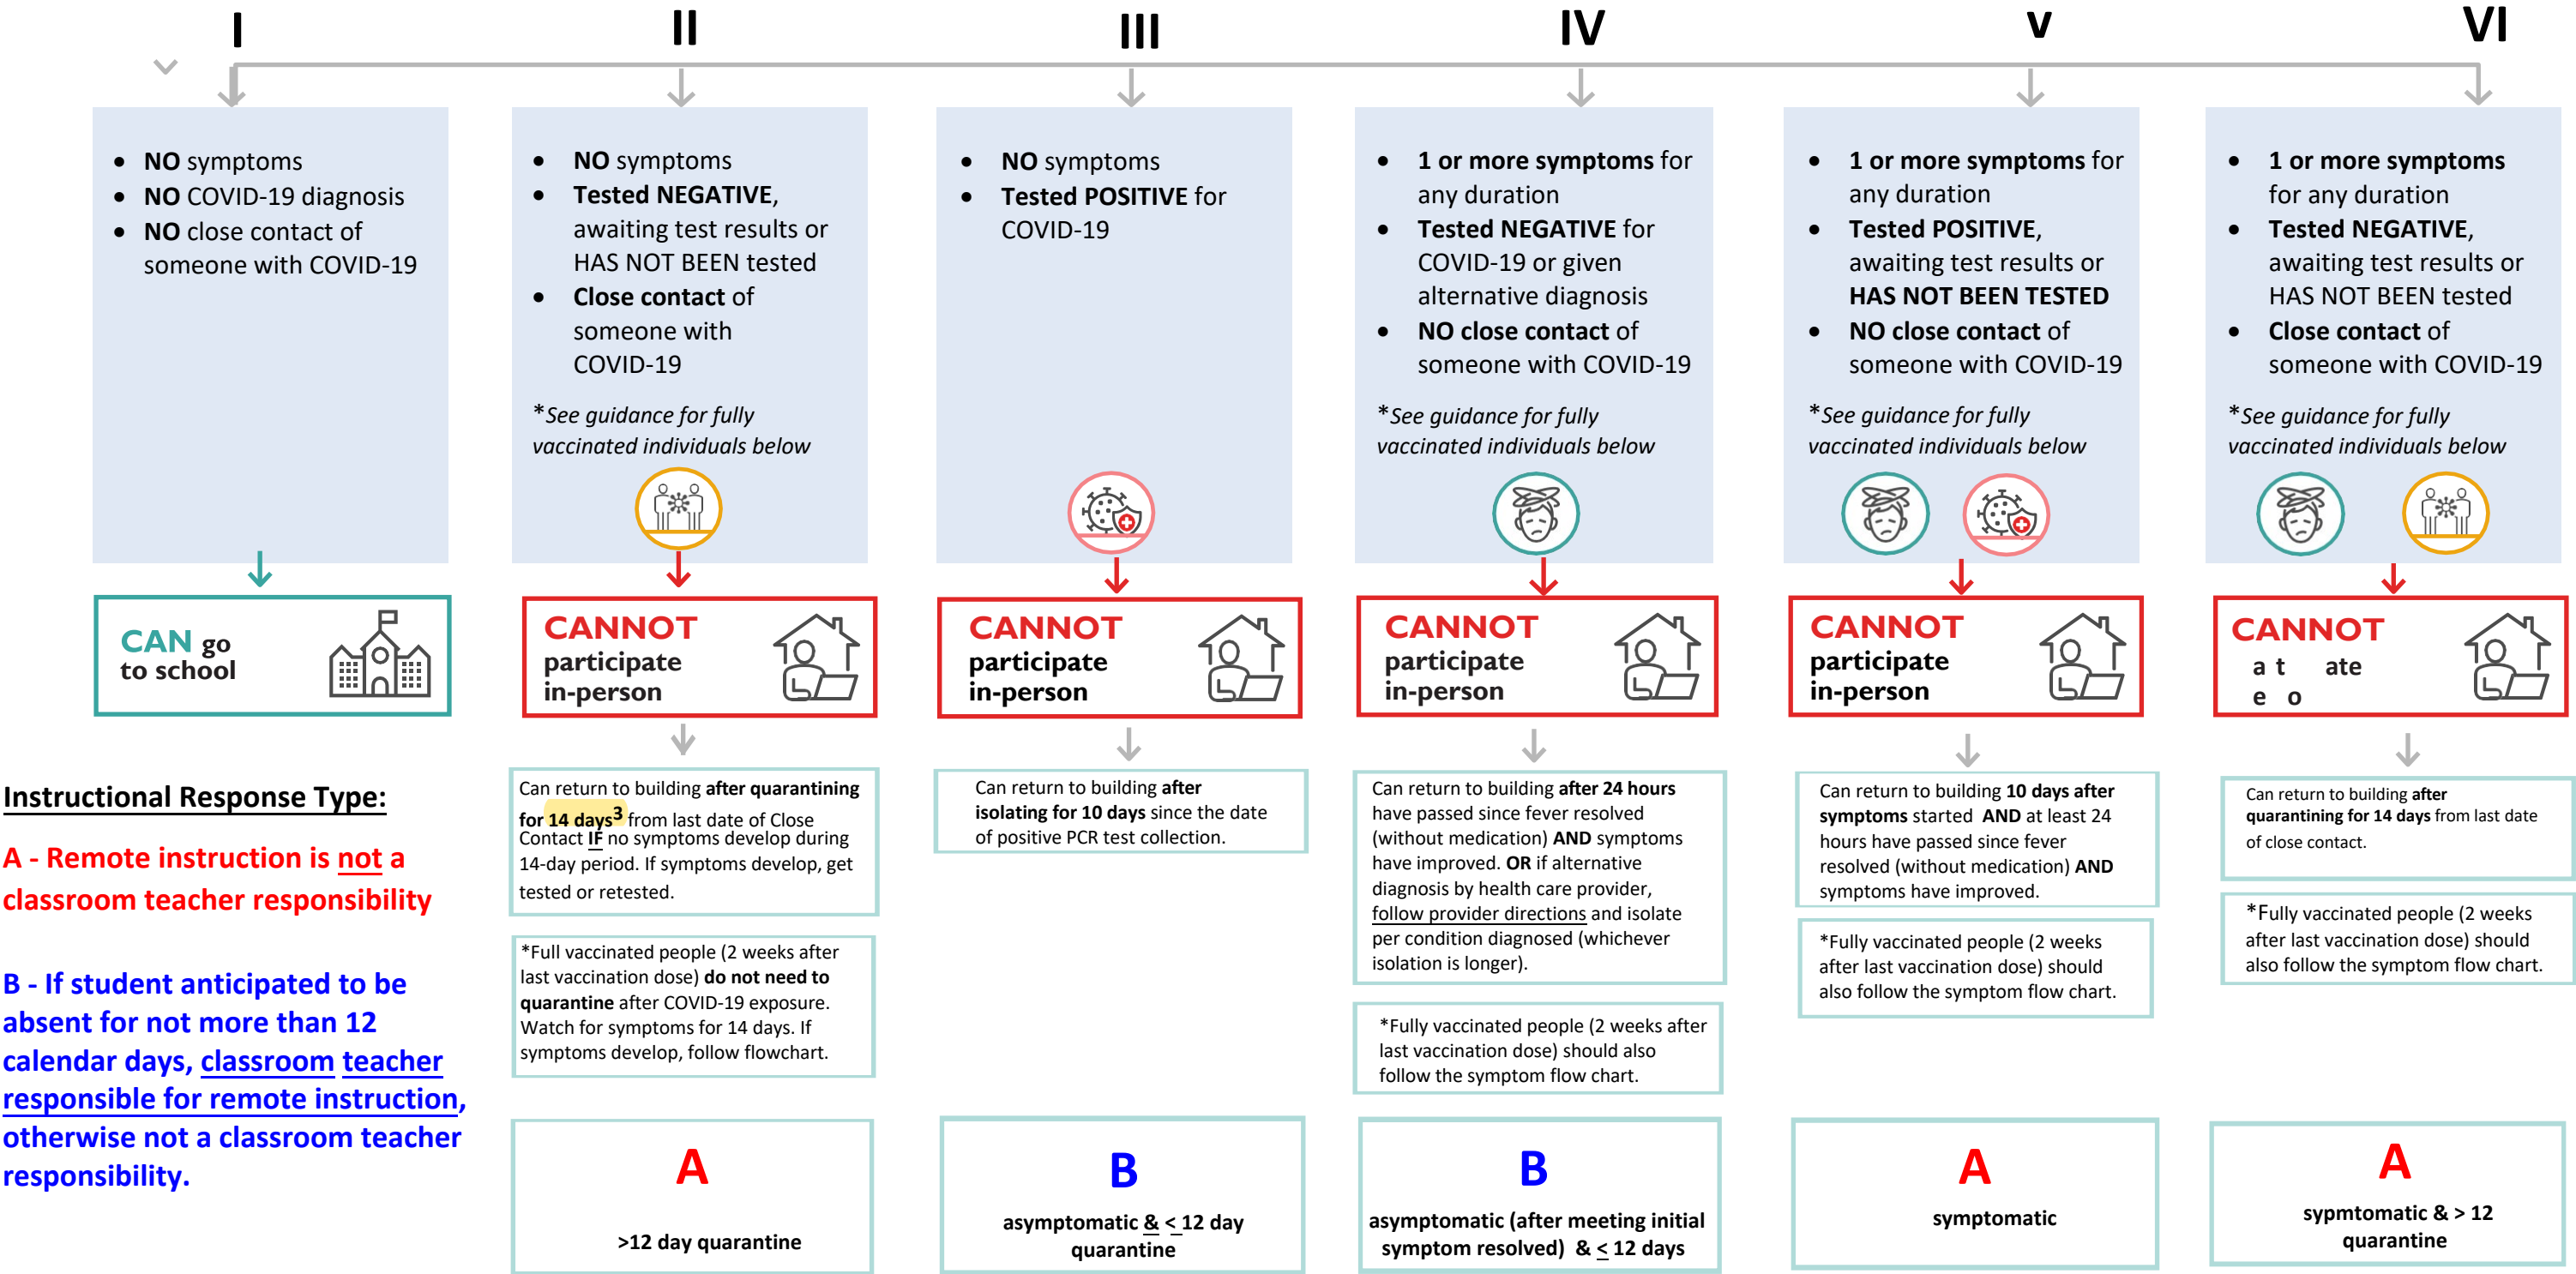 I
II
III
IV
V
VI
• NO symptoms
• NO COVID-19 diagnosis
• NO close contact of
someone with COVID-19
• NO symptoms
• Tested NEGATIVE,
awaiting test results or
HAS NOT BEEN tested
• Close contact of
someone with
COVID-19
*See guidance for fully
vaccinated individuals below
• NO symptoms
• Tested POSITIVE for
COVID-19
• 1 or more symptoms for
any duration
• Tested NEGATIVE for
COVID-19 or given
alternative diagnosis
• NO close contact of
someone with COVID-19
*See guidance for fully
vaccinated individuals below
• 1 or more symptoms for
any duration
• Tested POSITIVE,
awaiting test results or
HAS NOT BEEN TESTED
• NO close contact of
someone with COVID-19
*See guidance for fully
vaccinated individuals below
• 1 or more symptoms
for any duration
• Tested NEGATIVE,
awaiting test results or
HAS NOT BEEN tested
• Close contact of
someone with COVID-19
*See guidance for fully
vaccinated individuals below
CAN go
to school
CANNOT
participate
in-person
CANNOT
participate
in-person
CANNOT
participate
in-person
CANNOT
participate
in-person
CANNOT
a t ate
e o
Instructional Response Type:
A - Remote instruction is not a
classroom teacher responsibility
B - If student anticipated to be
absent for not more than 12
calendar days, classroom teacher
responsible for remote instruction,
otherwise not a classroom teacher
responsibility.
Can return to building after quarantining
for 14 days3 from last date of Close
Contact IF no symptoms develop during
14-day period. If symptoms develop, get
tested or retested.
*Full vaccinated people (2 weeks after
last vaccination dose) do not need to
quarantine after COVID-19 exposure.
Watch for symptoms for 14 days. If
symptoms develop, follow flowchart.
A
>12 day quarantine
Can return to building after
isolating for 10 days since the date
of positive PCR test collection.
B
asymptomatic & < 12 day
quarantine
Can return to building after 24 hours
have passed since fever resolved
(without medication) AND symptoms
have improved. OR if alternative
diagnosis by health care provider,
follow provider directions and isolate
per condition diagnosed (whichever
isolation is longer).
*Fully vaccinated people (2 weeks after
last vaccination dose) should also
follow the symptom flow chart.
B
asymptomatic (after meeting initial
symptom resolved) & < 12 days
Can return to building 10 days after
symptoms started AND at least 24
hours have passed since fever
resolved (without medication) AND
symptoms have improved.
*Fully vaccinated people (2 weeks
after last vaccination dose) should
also follow the symptom flow chart.
A
symptomatic
Can return to building after
quarantining for 14 days from last date
of close contact.
*Fully vaccinated people (2 weeks
after last vaccination dose) should
also follow the symptom flow chart.
A
sypmtomatic & > 12
quarantine